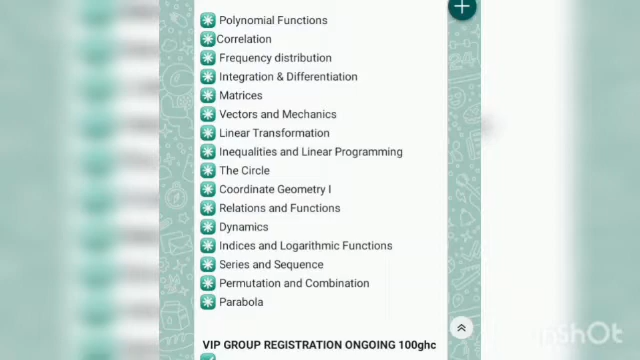 Polynomial Functions
Correlation
Frequency distribution
Integration & Differentiation
Matrices
Vectors and Mechanics
Linear Transformation
Inequalities and Linear Programming
The Circle
Coordinate Geometry I
Relations and Functions
Dynamics
Indices and Logarithmic Functions
Series and Sequence
Permutation and Combination
Parabola
VIP GROUP REGISTRATION ONGOING 100ghc
InShOt